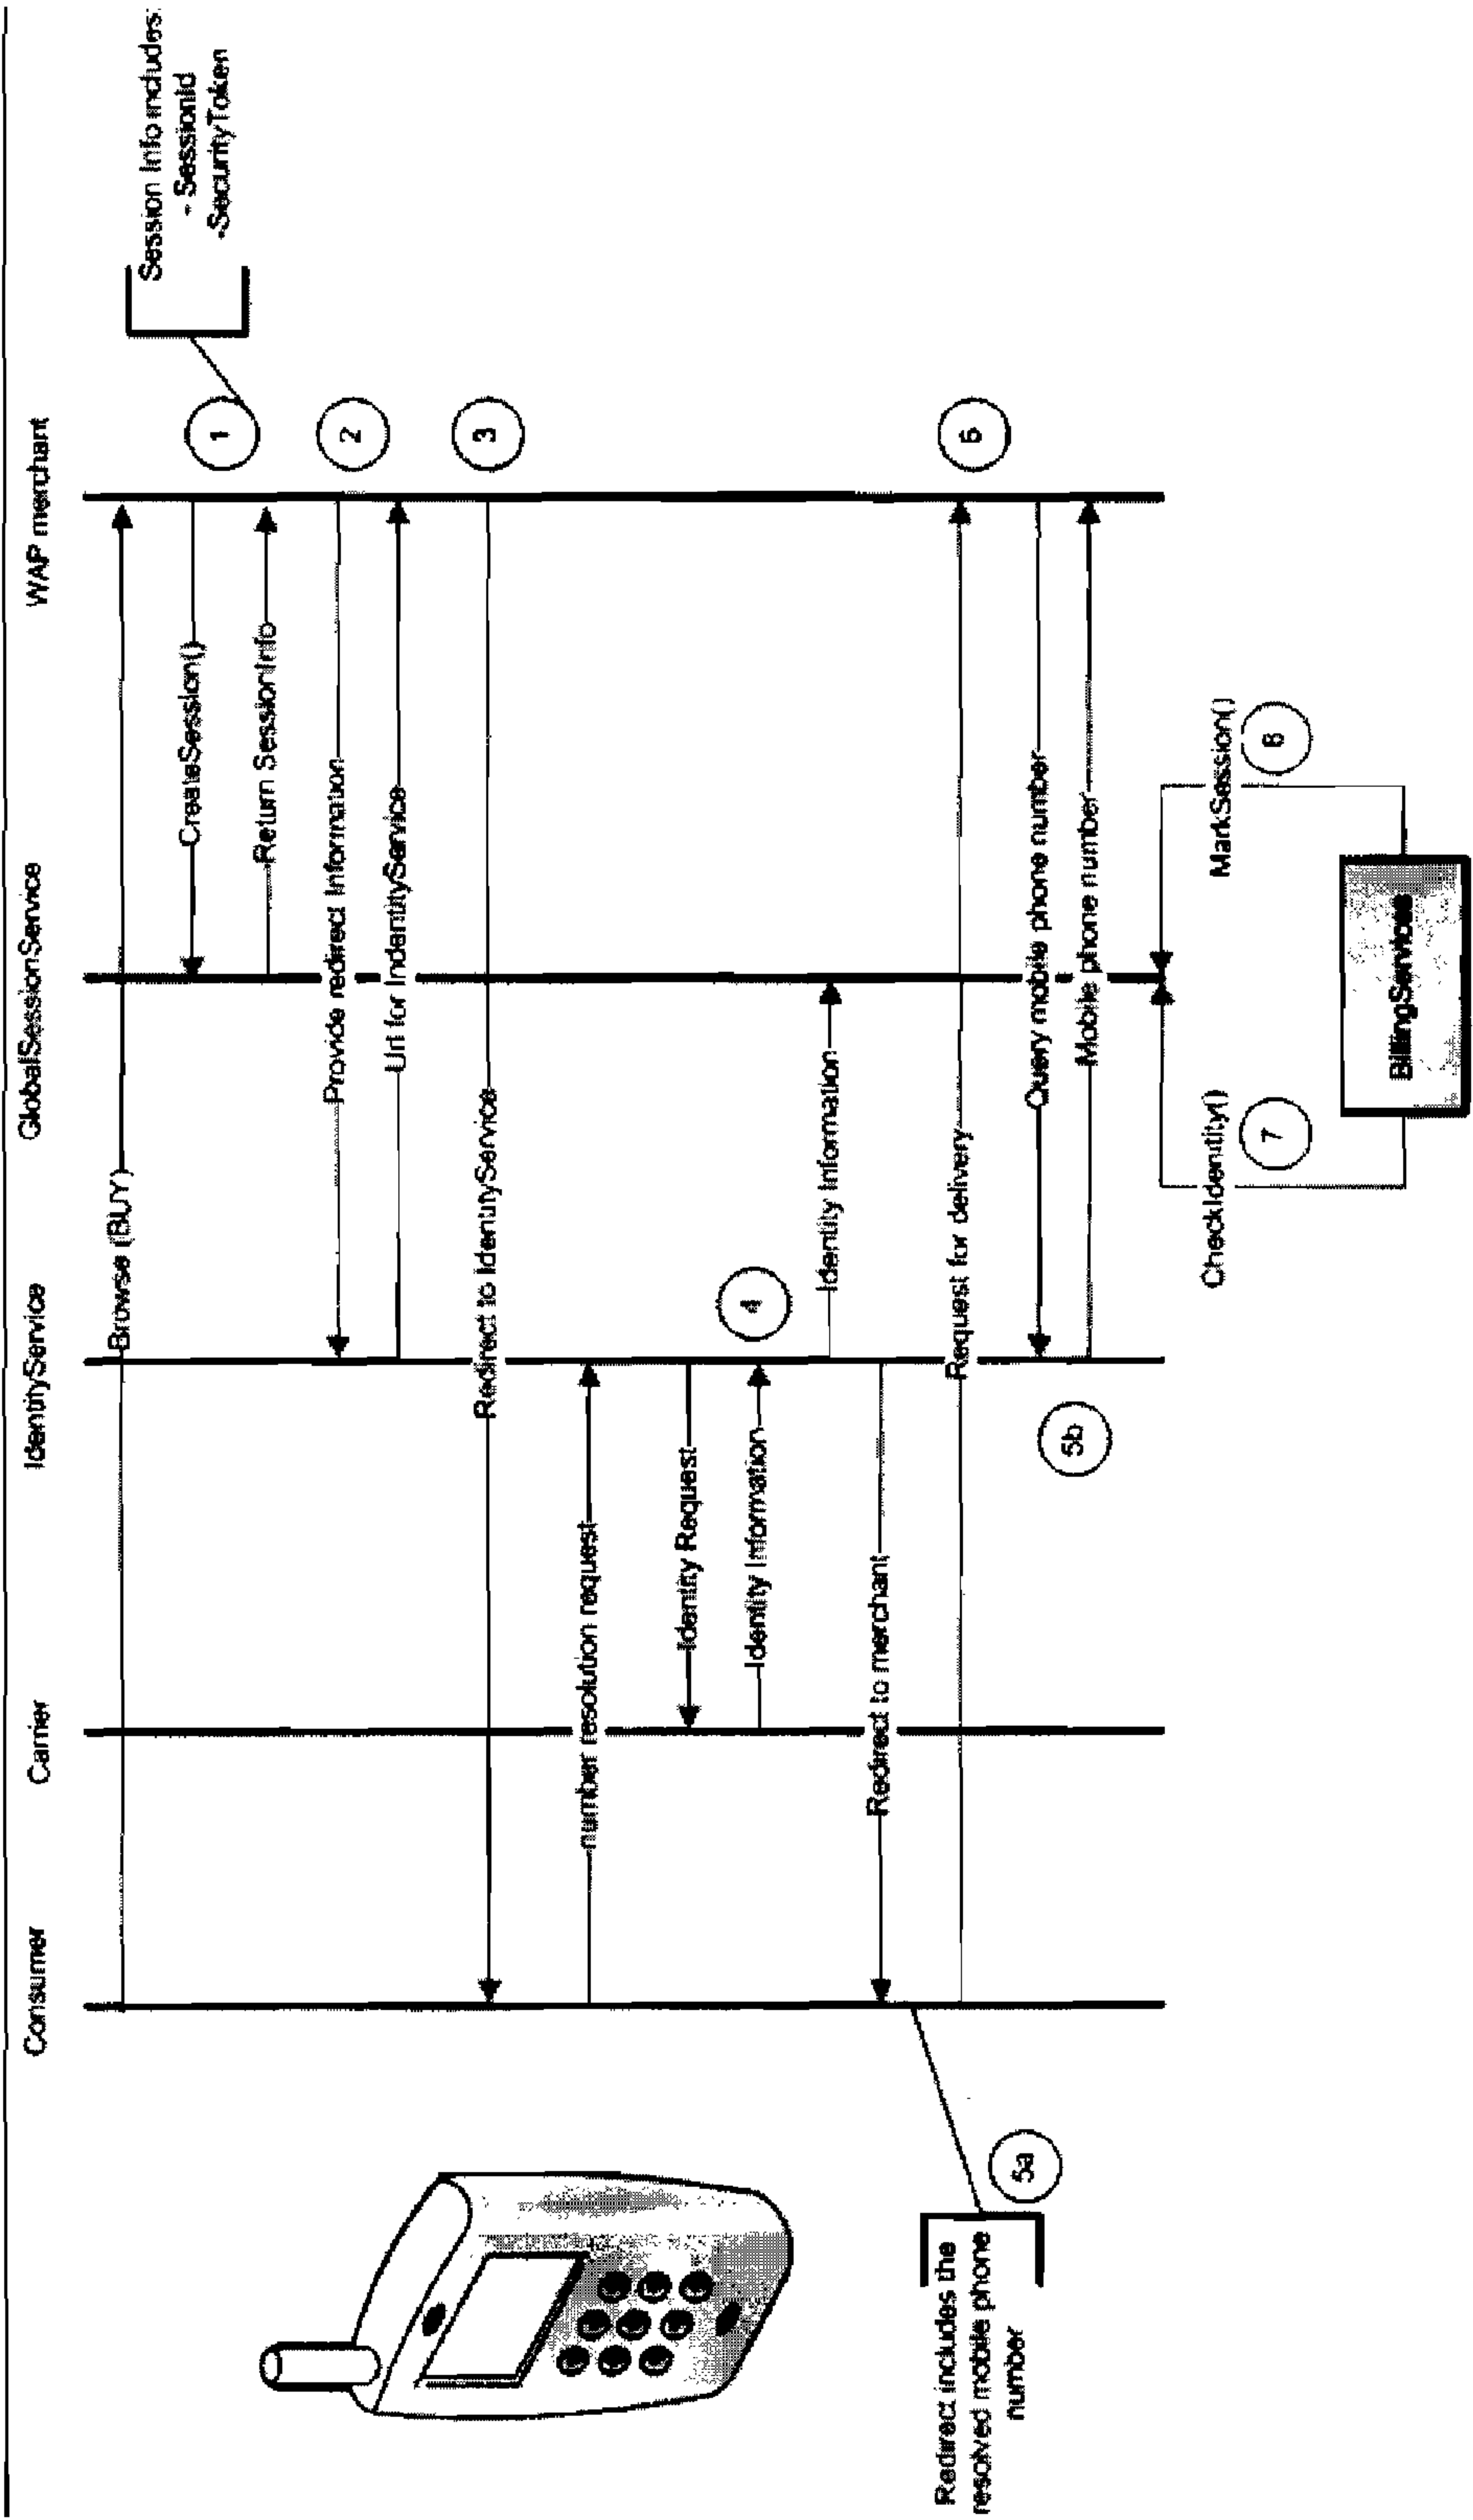 Consumer
Carrier
IdentityService
GlobalSessionService
WAP merchant
Browse (BUY)
Session Info includes:
- SessionId
-SecurityToken
CreateSession()
1
Return SessionInfo
Provide redirect Information
2
Url for IndentityService
Redirect to IdentityService
3
number resolution request
Identity Request
Identity Information
4
Identity Information
Redirect to merchant
Redirect includes the
resolved mobile phone
number
5a
Request for delivery
5
Query mobile phone number
Mobile phone number
5b
CheckIdentity()
7
MarkSession()
6
BillingServices